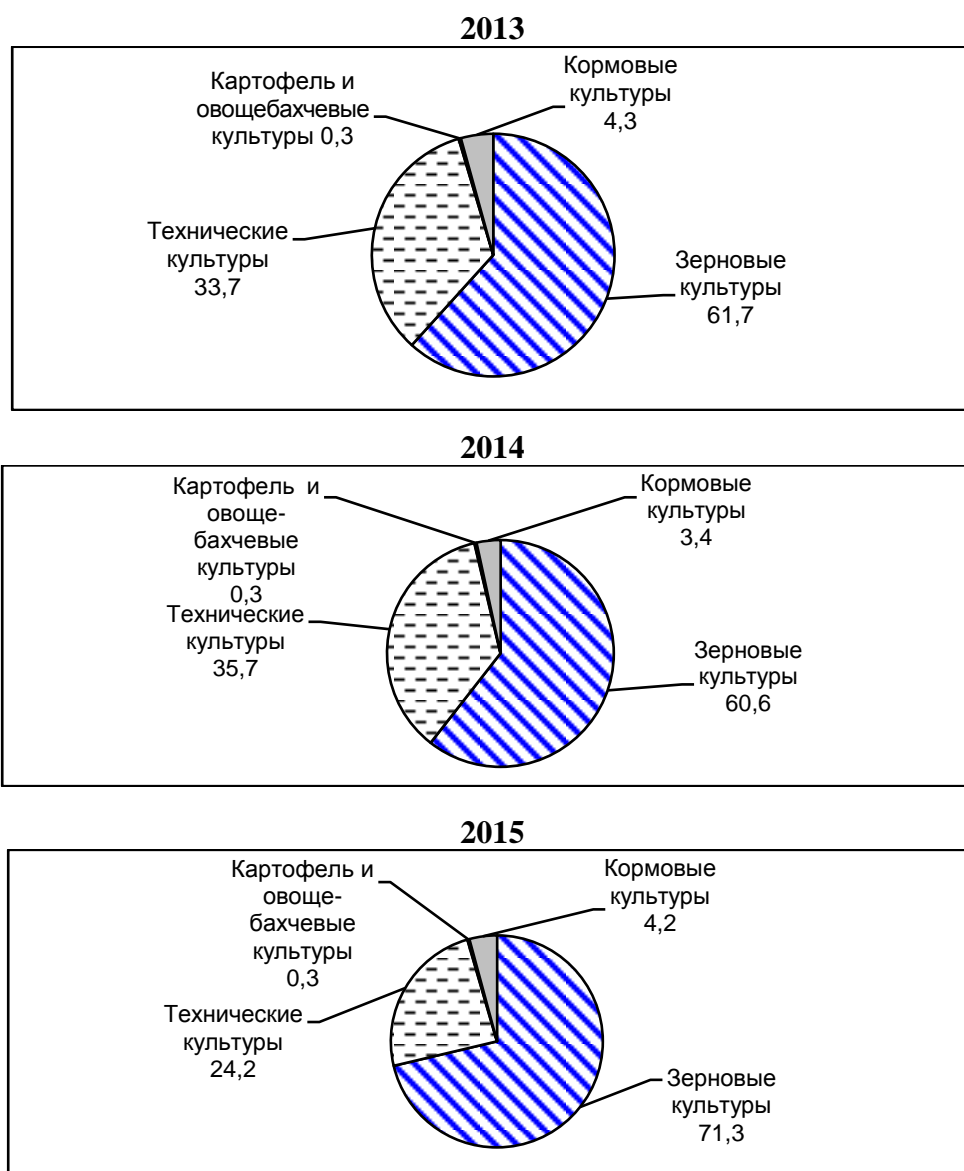 2013
Картофель и
овощебахчевые
культуры 0,3
Кормовые
культуры
4,3
Технические
культуры
33,7
Зерновые
культуры
61,7
2014
Картофель и
овоще-
бахчевые
культуры
0,3
Кормовые
культуры
3,4
Технические
культуры
35,7
Зерновые
культуры
60,6
2015
Картофель и
овоще-
бахчевые
культуры
0,3
Кормовые
культуры
4,2
Технические
культуры
24,2
Зерновые
культуры
71,3